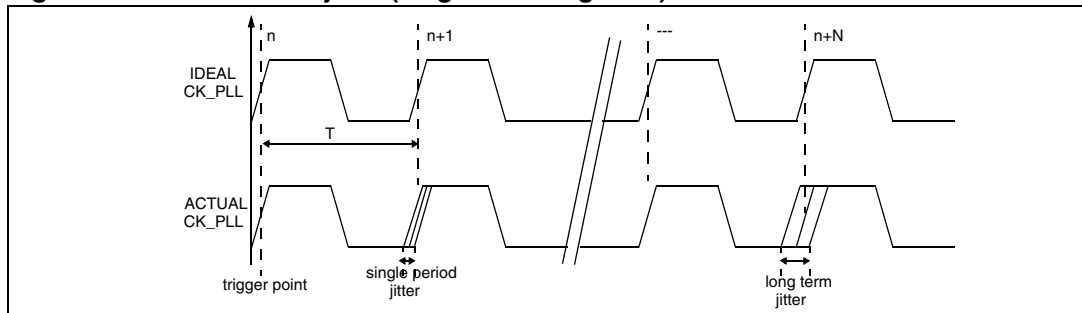 n
n+1
---
n+N
IDEAL
CK_PLL
T
ACTUAL
CK_PLL
trigger point
single period
jitter
long term
jitter